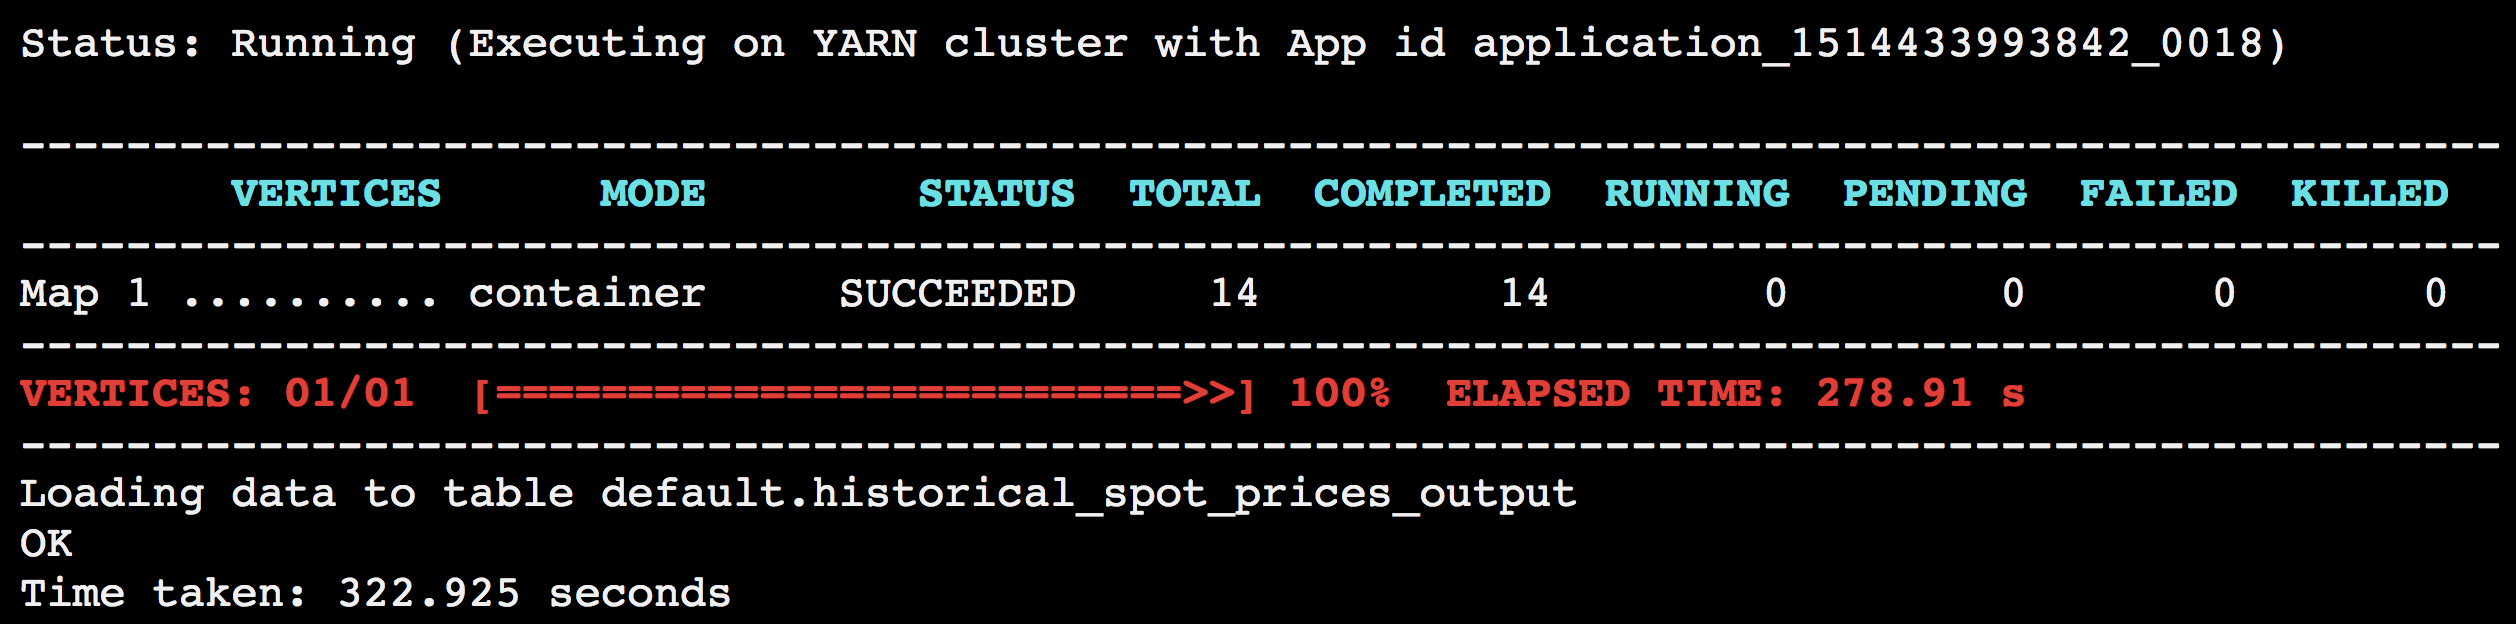 Status: Running (Executing on YARN cluster with App id application_1514433993842_0018)
----------------------------------------------------------------------------------------------
VERTICES MODE STATUS TOTAL COMPLETED RUNNING PENDING FAILED KILLED
----------------------------------------------------------------------------------------------
Map 1 .......... container SUCCEEDED 14 14 0 0 0 0
----------------------------------------------------------------------------------------------
VERTICES: 01/01 [==========================>>] 100% ELAPSED TIME: 278.91 s
----------------------------------------------------------------------------------------------
Loading data to table default.historical_spot_prices_output
OK
Time taken: 322.925 seconds